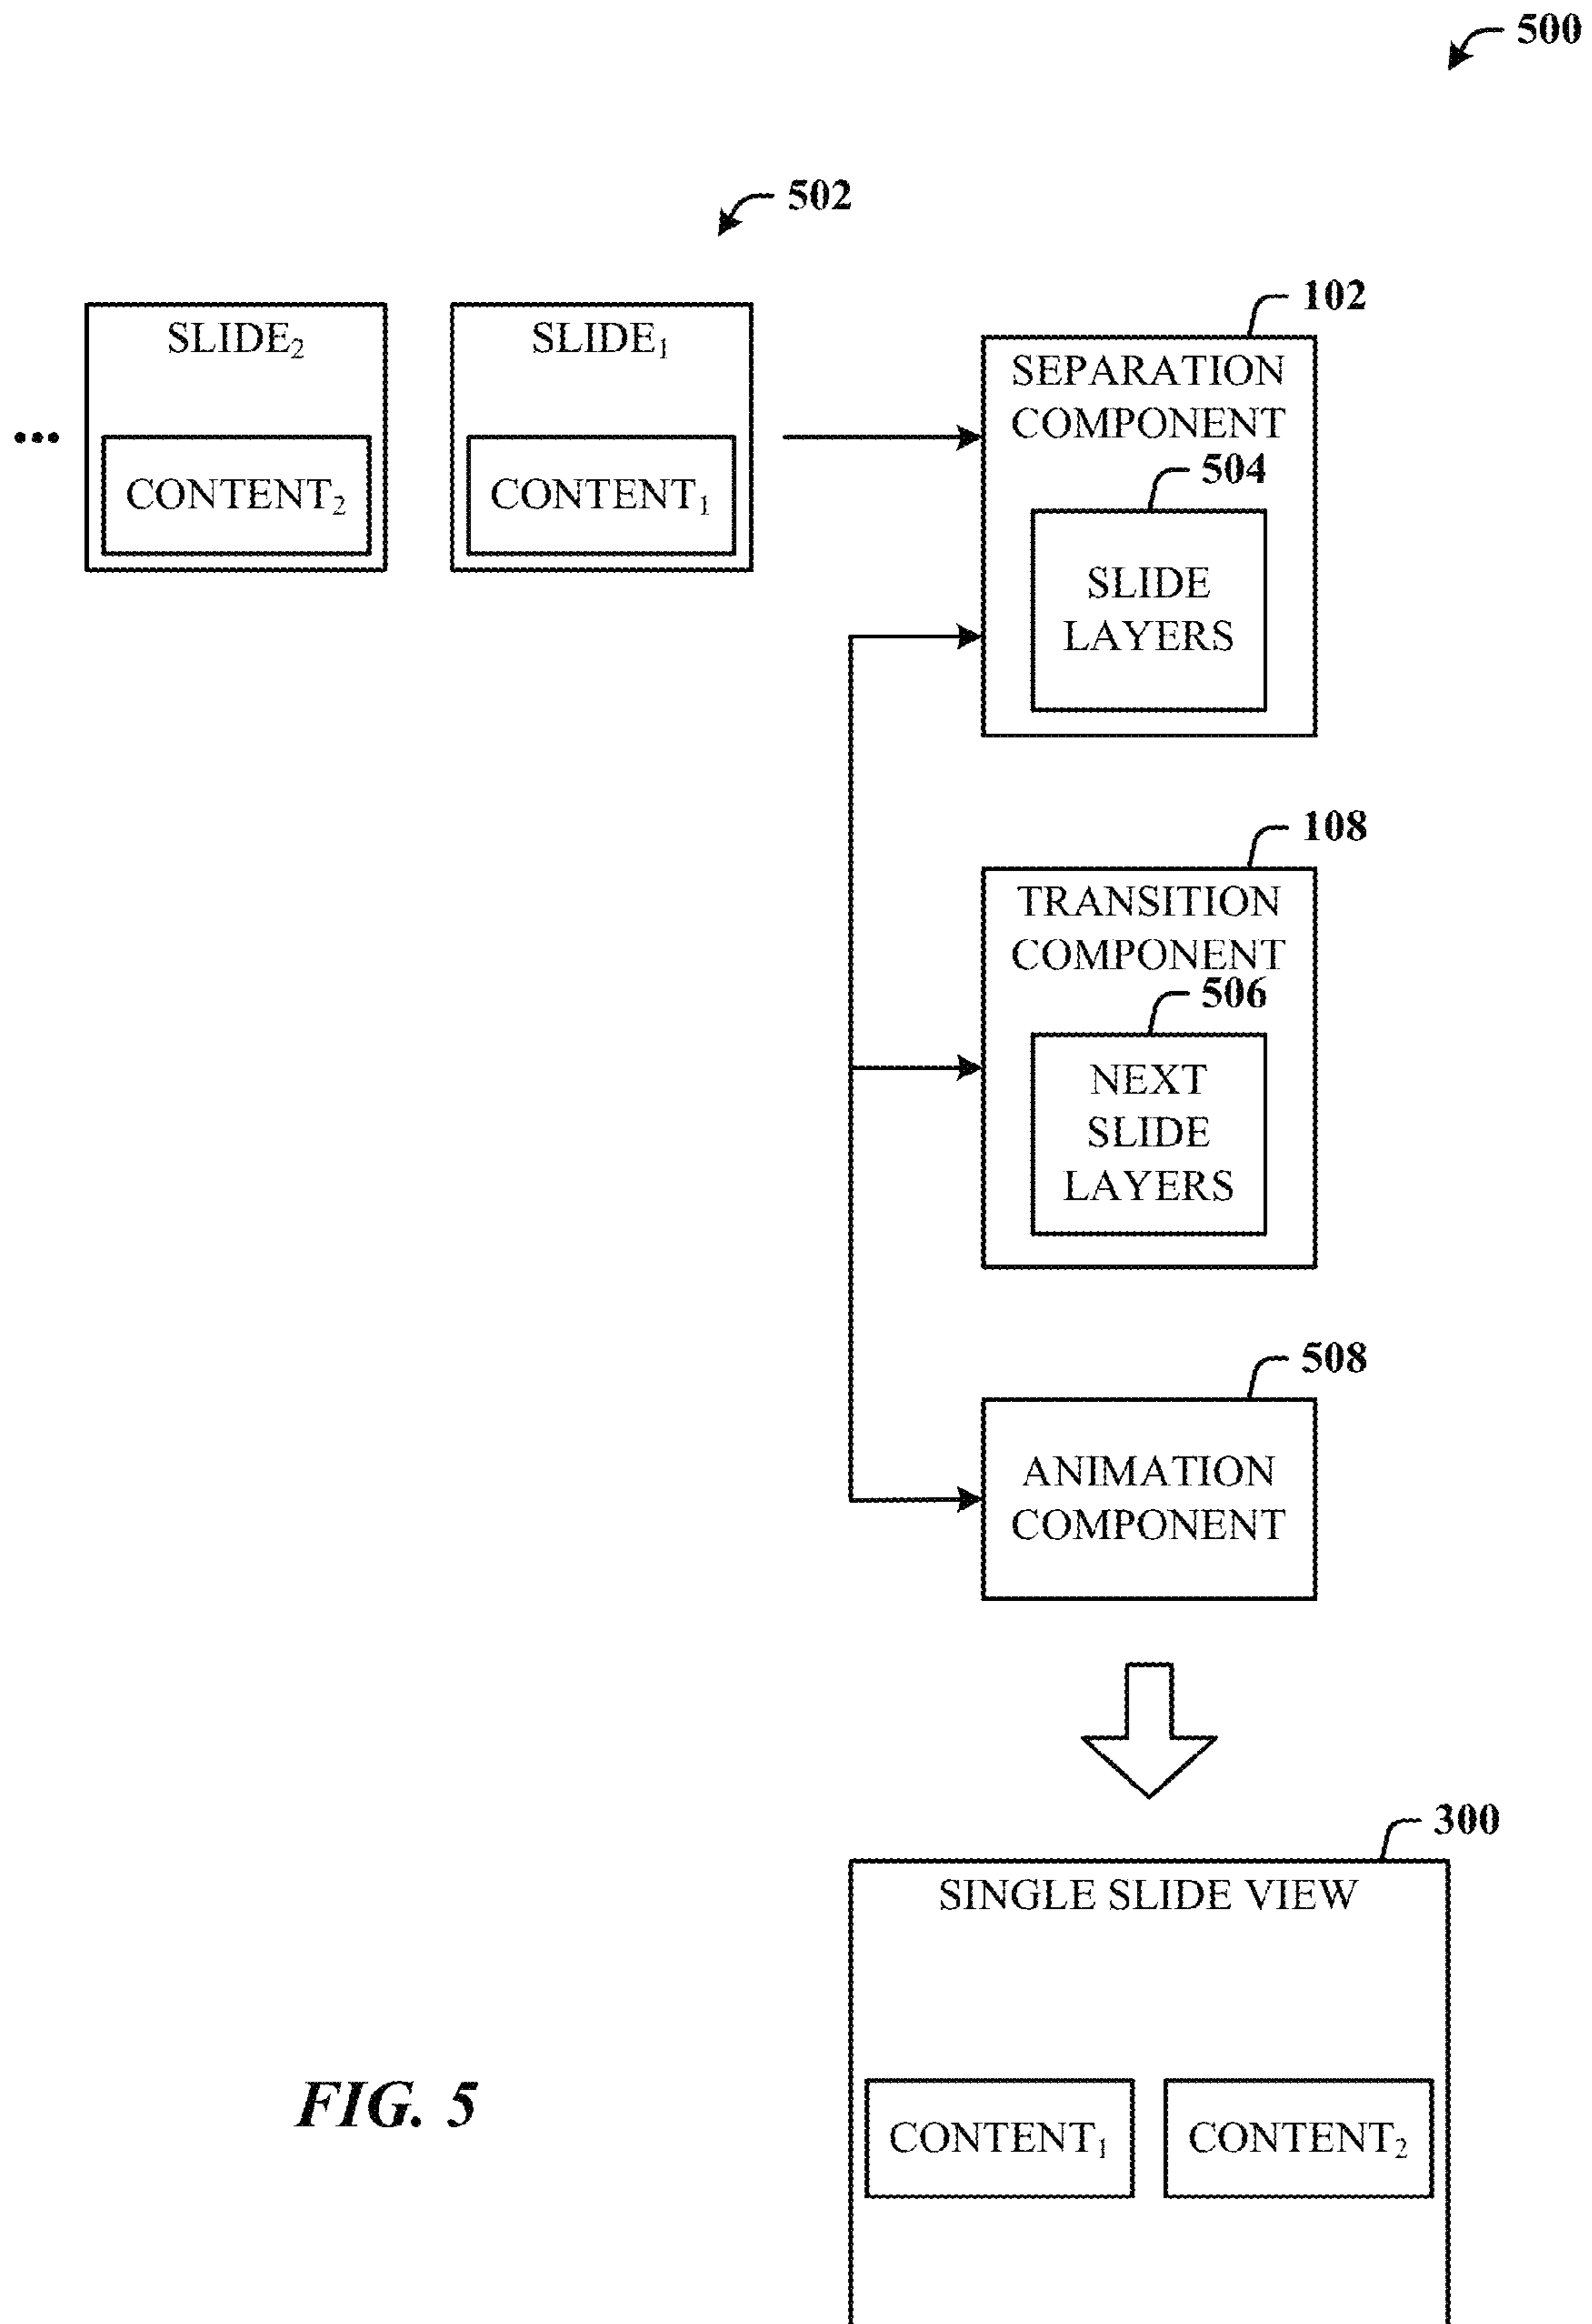 500
502
SLIDE₂
SLIDE₁
102
SEPARATION
COMPONENT
...
CONTENT₂
CONTENT₁
504
SLIDE
LAYERS
108
TRANSITION
COMPONENT
506
NEXT
SLIDE
LAYERS
508
ANIMATION
COMPONENT
300
SINGLE SLIDE VIEW
CONTENT₁
CONTENT₂
FIG. 5